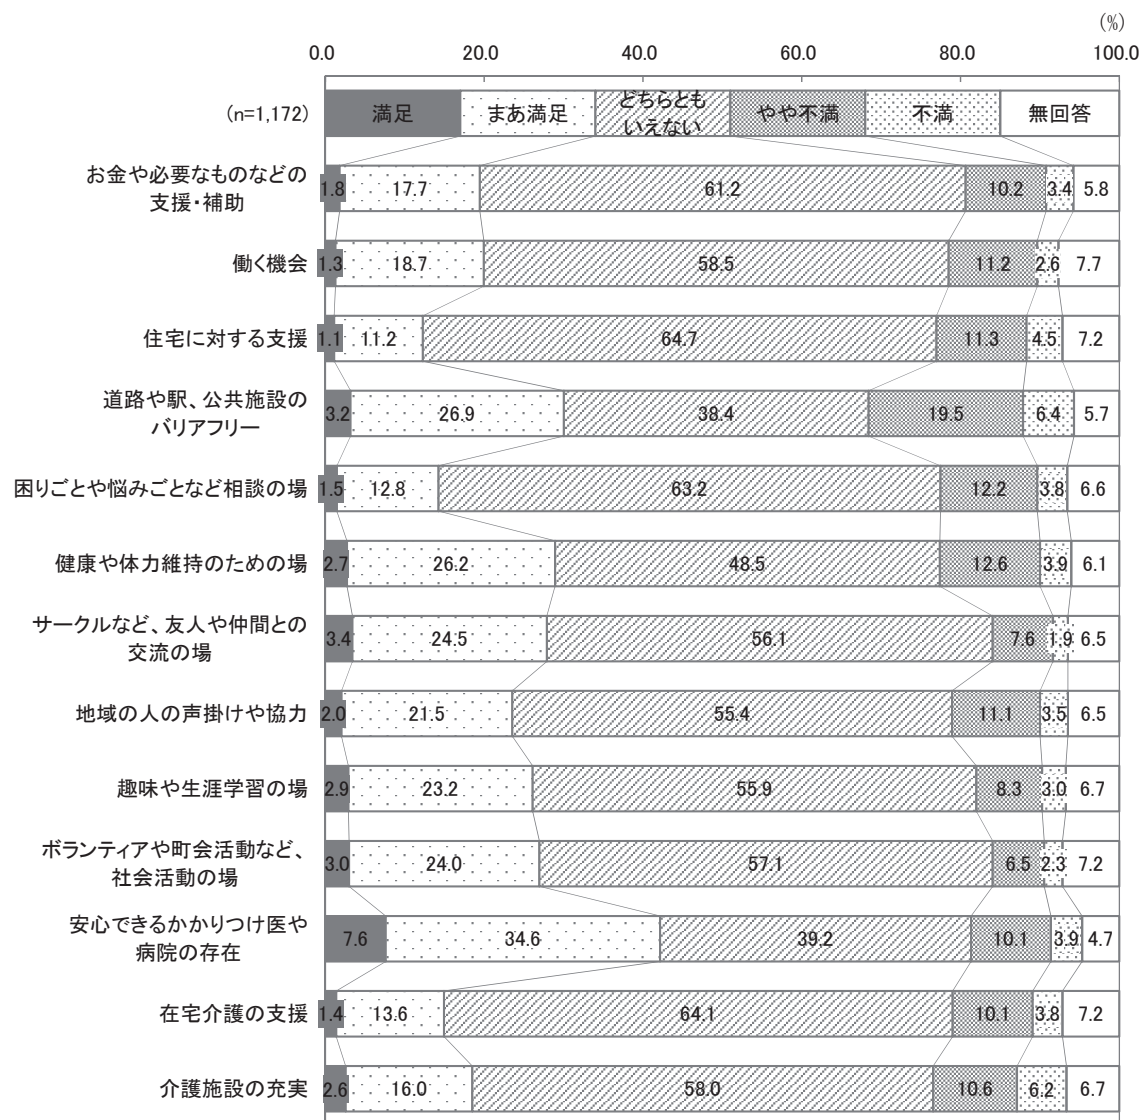 (%)
0.0 20.0 40.0 60.0 80.0 100.0
(n=1,172) 満足 まあ満足 どちらとも やや不満 不満 無回答
いえない
お金や必要なものなどの
支援・補助
1.8 17.7 61.2 10.2 3.4 5.8
働く機会 1.3 18.7 58.5 11.2 2.6 7.7
住宅に対する支援 1.1 11.2 64.7 11.3 4.5 7.2
道路や駅、公共施設の
バリアフリー
3.2 26.9 38.4 19.5 6.4 5.7
困りごとや悩みごとなど相談の場 1.5 12.8 63.2 12.2 3.8 6.6
健康や体力維持のための場 2.7 26.2 48.5 12.6 3.9 6.1
サークルなど、友人や仲間との
交流の場
3.4 24.5 56.1 7.6 1.9 6.5
地域の人の声掛けや協力 2.0 21.5 55.4 11.1 3.5 6.5
趣味や生涯学習の場 2.9 23.2 55.9 8.3 3.0 6.7
ボランティアや町会活動など、
社会活動の場
3.0 24.0 57.1 6.5 2.3 7.2
安心できるかかりつけ医や
病院の存在
7.6 34.6 39.2 10.1 3.9 4.7
在宅介護の支援 1.4 13.6 64.1 10.1 3.8 7.2
介護施設の充実 2.6 16.0 58.0 10.6 6.2 6.7